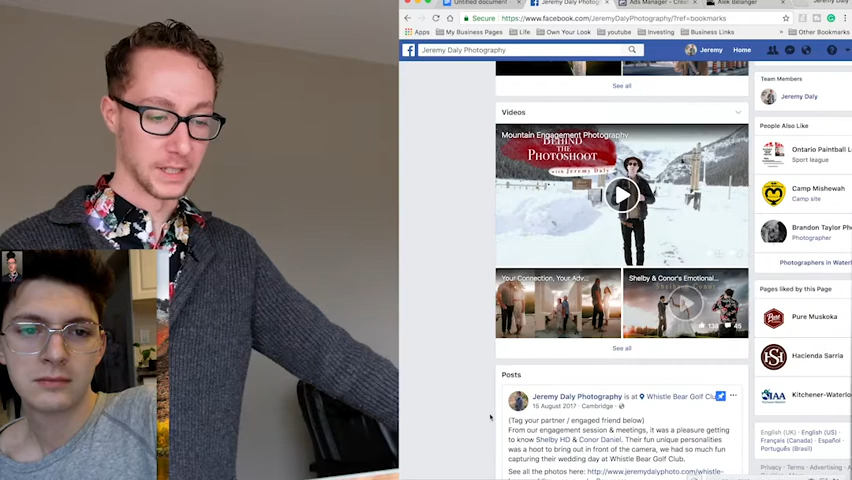 Untitled document
Jeremy Daly Photograp
Ads Manager - Crea
Alek Belanger
Secure https://www.facebook.com/JeremyDalyPhotography/?ref=bookmarks
Apps My Business Pages Life Own Your Look youtube Investing Business Links » Other Bookmarks
Jeremy Daly Photography
Jeremy Home
See all
Videos
Mountain Engagement Photography
BEHIND
THE
PHOTOSHOOT
with Jeremy Daly
Your Connection, Your Adv...
Shelby & Conor's Emotional...
Shelby Conor
134 45
See all
Posts
Jeremy Daly Photography is at Whistle Bear Golf Clu
15 August 2017 · Cambridge ·
(Tag your partner / engaged friend below)
From our engagement session & meetings, it was a pleasure getting
to know Shelby HD & Conor Daniel. Their fun unique personalities
was a hoot to bring out in front of the camera, we had so much fun
capturing their wedding day at Whistle Bear Golf Club.
See all the photos here: http://www.jeremydalyphoto.com/whistle-
Team Members
Jeremy Daly
People Also Like
Ontario Paintball L
Sport league
Camp Mishewah
Camp site
Brandon Taylor Ph
Photographer
Photographers in Waterl
Pages liked by this Page
Pure Muskoka
Hacienda Sarria
Kitchener-Waterl
English (UK) · English (US) ·
Français (Canada) · Español ·
Português (Brasil)
Privacy · Terms · Advertising · A